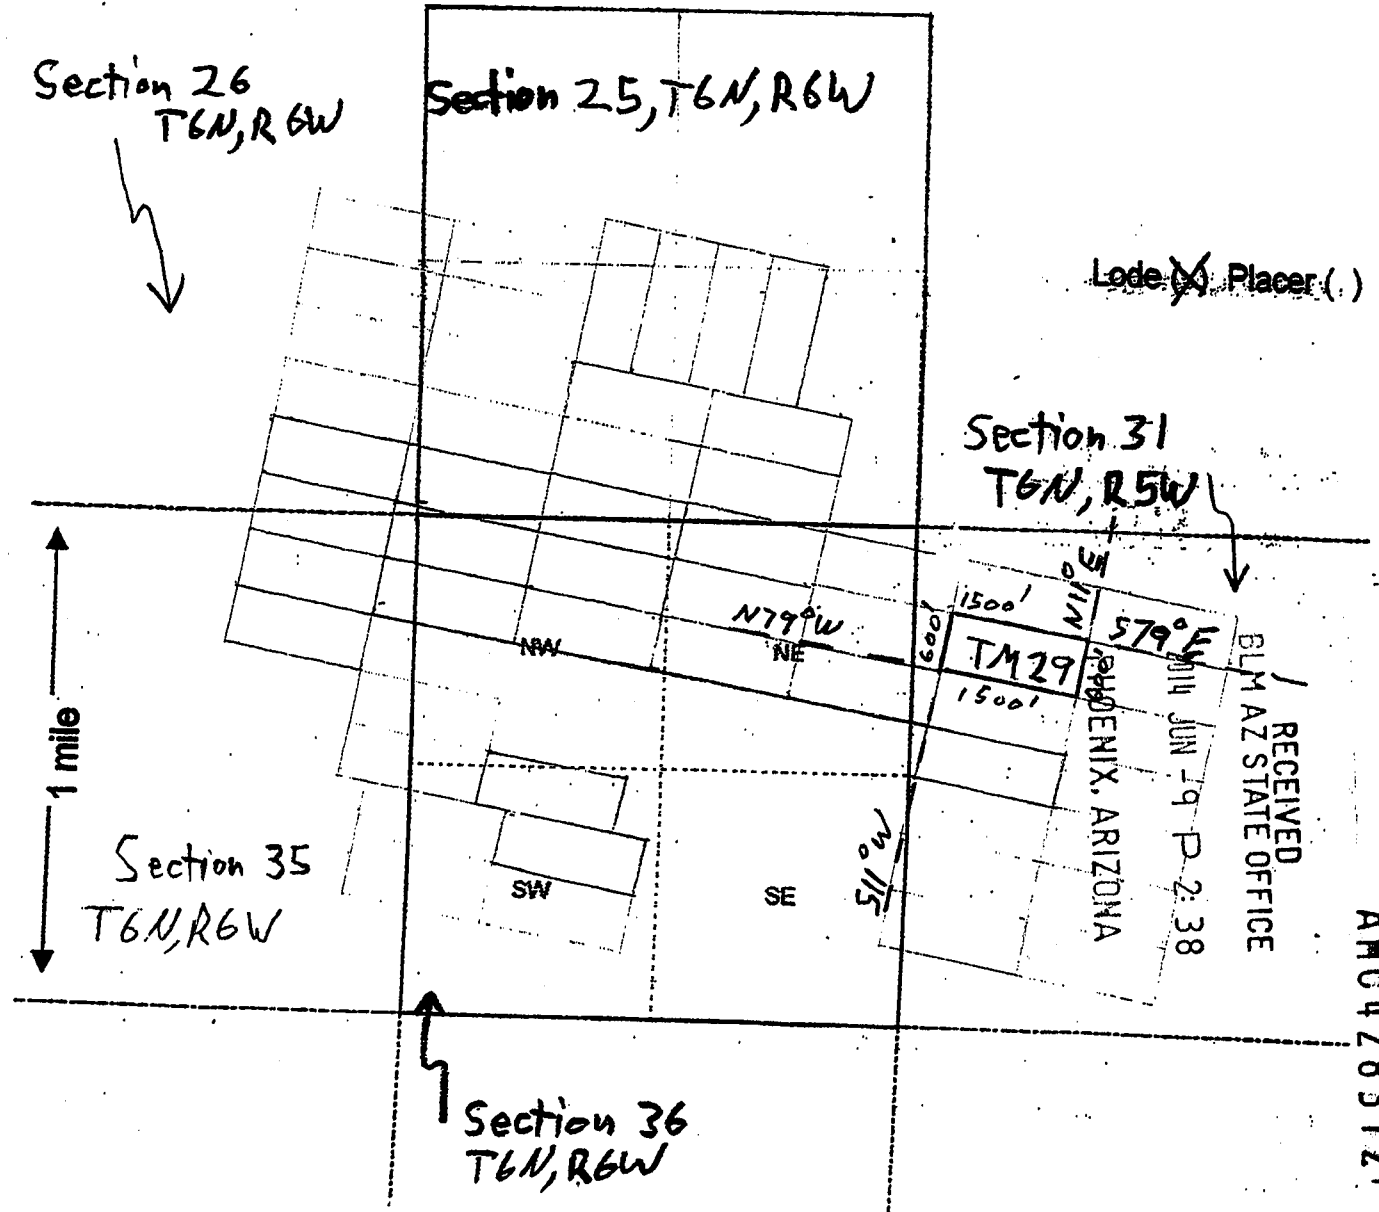 Section 26
T6N, R6W
Section 25, T6N, R6W
Lode (X) Placer ( )
Section 31
T6N, R5W
N11°E
1500'
N79°W
600'
TM29
600'
S79°E
1500'
NW
NE
1 mile
S11°W
Section 35
T6N, R6W
SW
SE
RECEIVED
BLM AZ STATE OFFICE
2014 JUN -9 P 2:38
PHOENIX, ARIZONA
Section 36
T6N, R6W